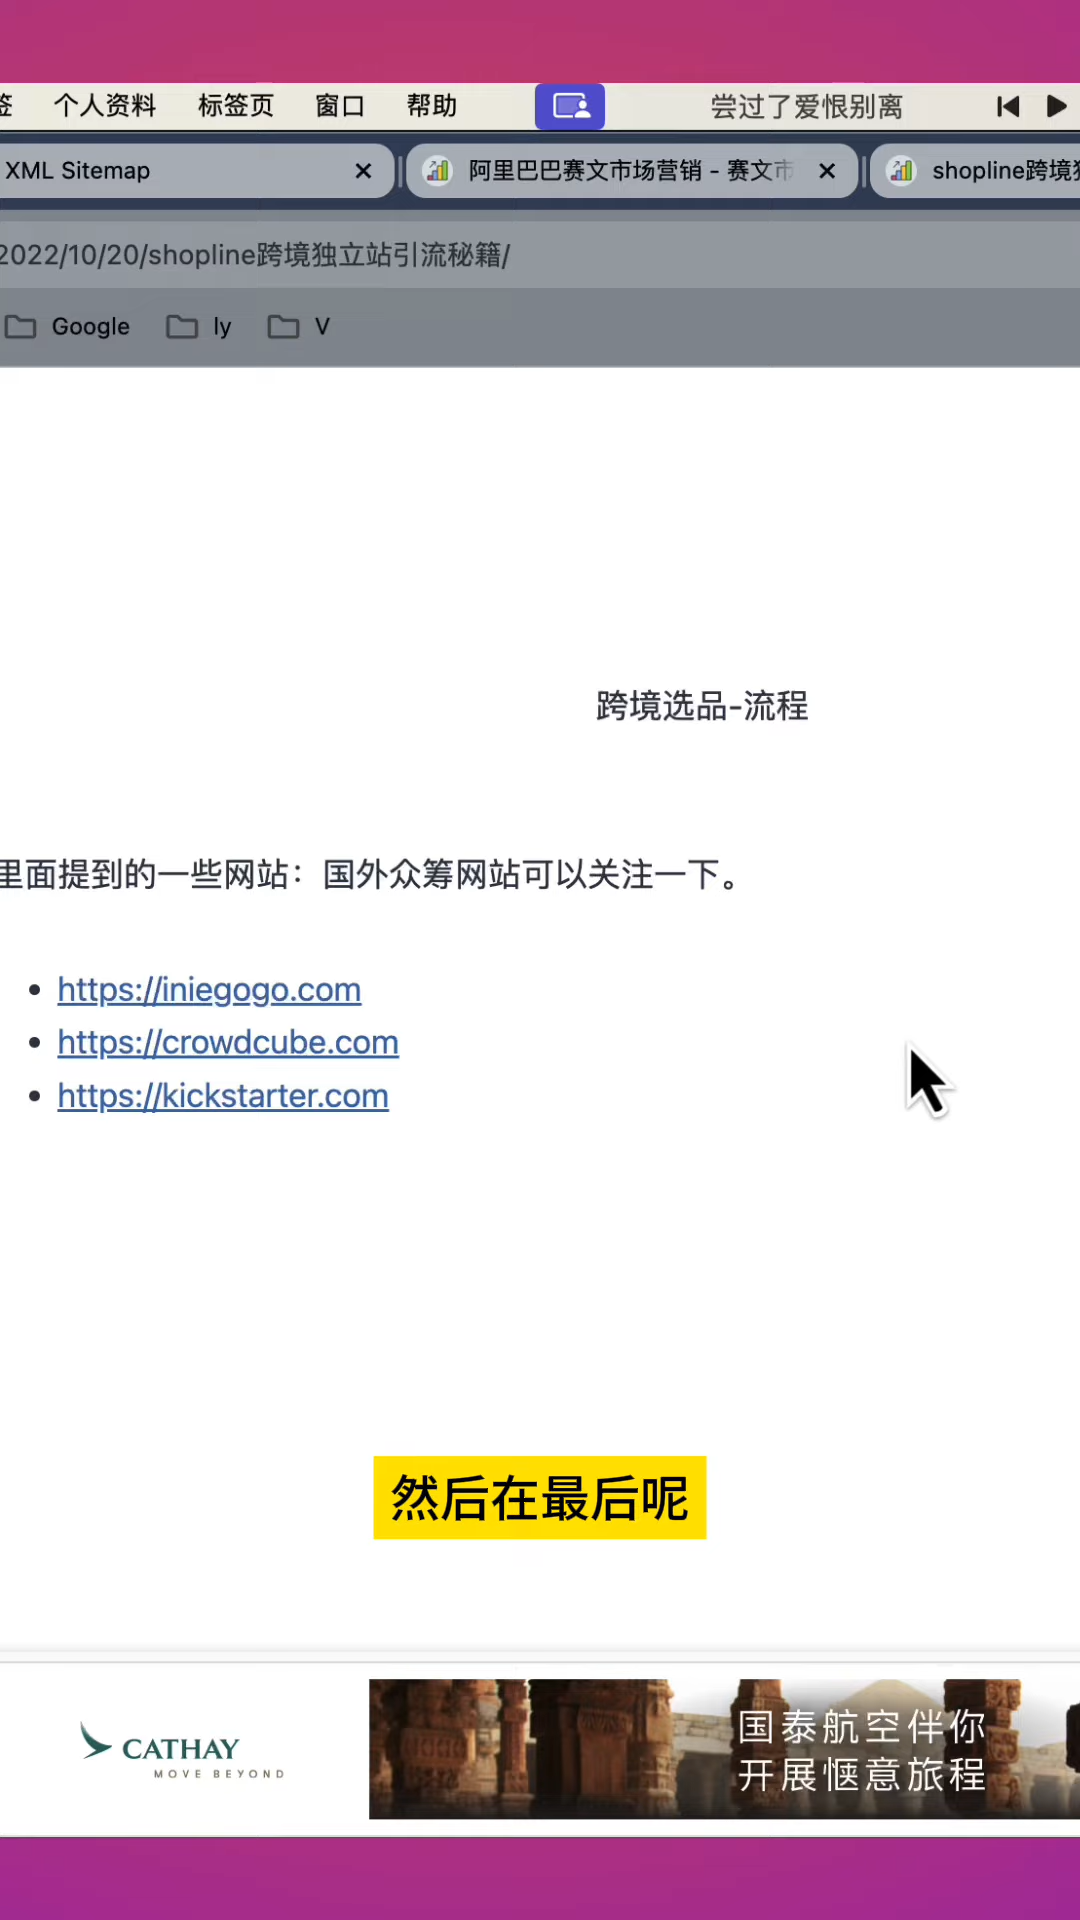 签 个人资料 标签页 窗口 帮助 尝过了爱恨别离
XML Sitemap 阿里巴巴赛文市场营销 - 赛文市 shopline跨境独
2022/10/20/shopline跨境独立站引流秘籍/
Google ly V
跨境选品-流程
里面提到的一些网站：国外众筹网站可以关注一下。
https://iniegogo.com
https://crowdcube.com
https://kickstarter.com
然后在最后呢
CATHAY
MOVE BEYOND
国泰航空伴你
开展惬意旅程